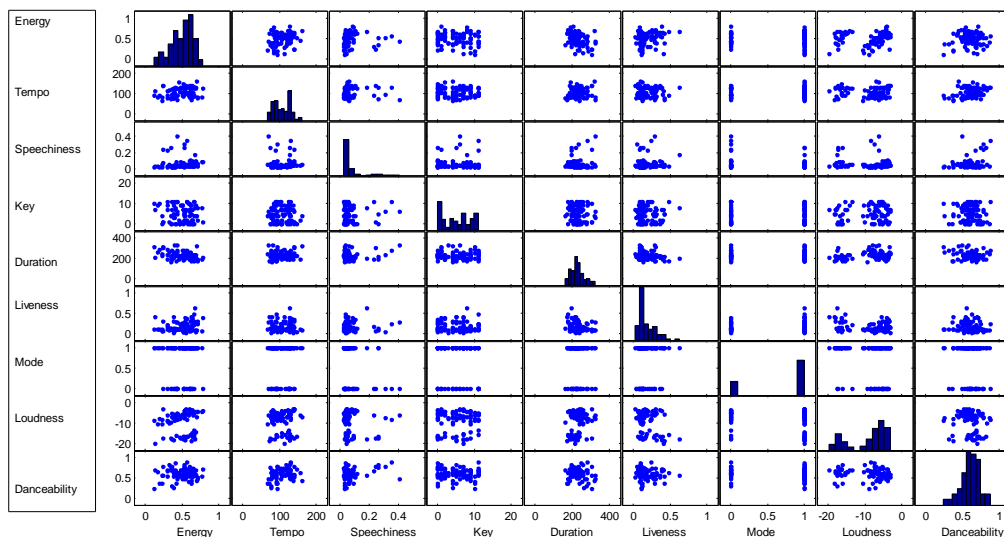 Energy
0
0.5
1
Tempo
0
100
200
Speechiness
0
0.2
0.4
Key
0
10
20
Duration
0
200
400
Liveness
0
0.5
1
Mode
0
0.5
1
Loudness
-20
-10
0
Danceability
0
0.5
1
0 0.5 1 0 100 200 0 0.2 0.4 0 10 20 0 200 400 0 0.5 1 0 0.5 1 -20 -10 0 0 0.5 1
Energy Tempo Speechiness Key Duration Liveness Mode Loudness Danceability